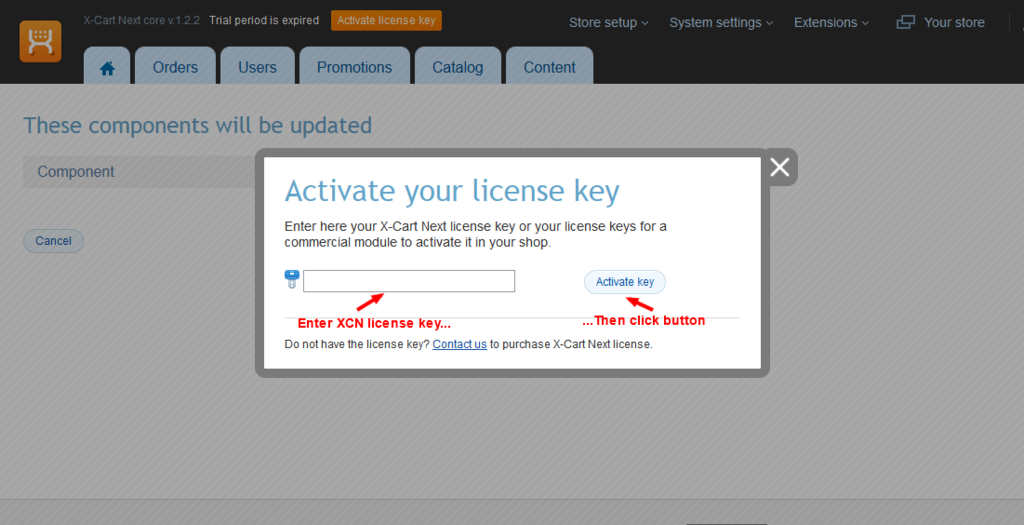 X-Cart Next core v.1.2.2 Trial period is expired Activate license key Store setup System settings Extensions Your store
Orders Users Promotions Catalog Content
These components will be updated
Component
Activate your license key
Enter here your X-Cart Next license key or your license keys for a
commercial module to activate it in your shop.
Cancel
Activate key
Enter XCN license key... ...Then click button
Do not have the license key? Contact us to purchase X-Cart Next license.